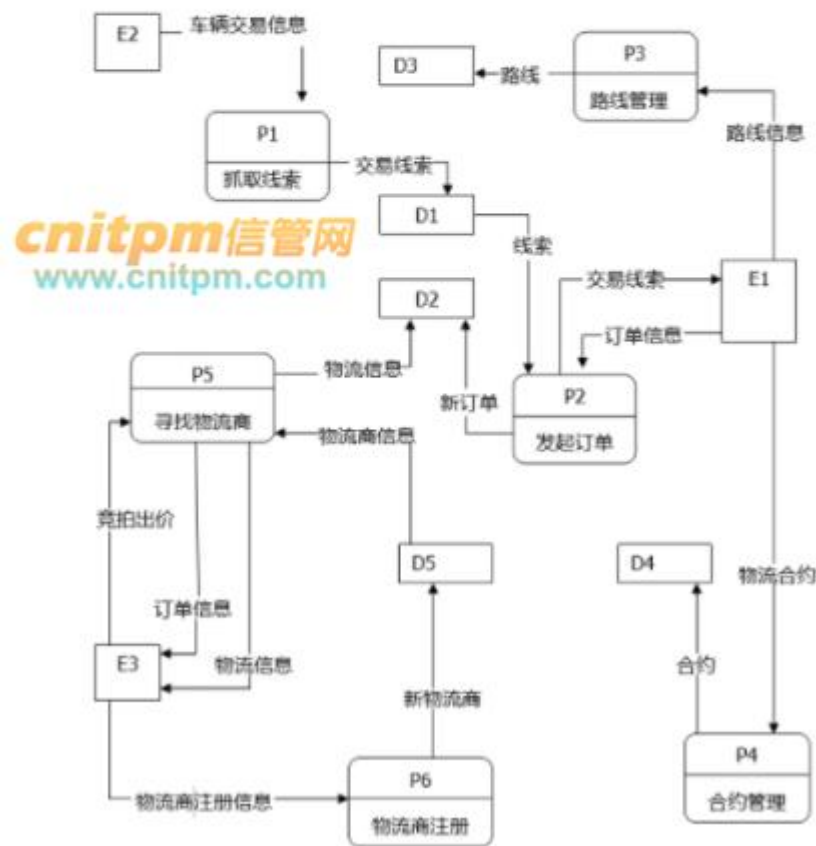 E2
车辆交易信息
D3
路线
P3
路线管理
P1
抓取线索
交易线索
路线信息
D1
cnitpm信管网
www.cnitpm.com
线索
D2
交易线索
E1
订单信息
P5
寻找物流商
物流信息
新订单
P2
发起订单
物流商信息
竞拍出价
D5
D4
物流合约
订单信息
E3
物流信息
合约
新物流商
P4
合约管理
P6
物流商注册
物流商注册信息